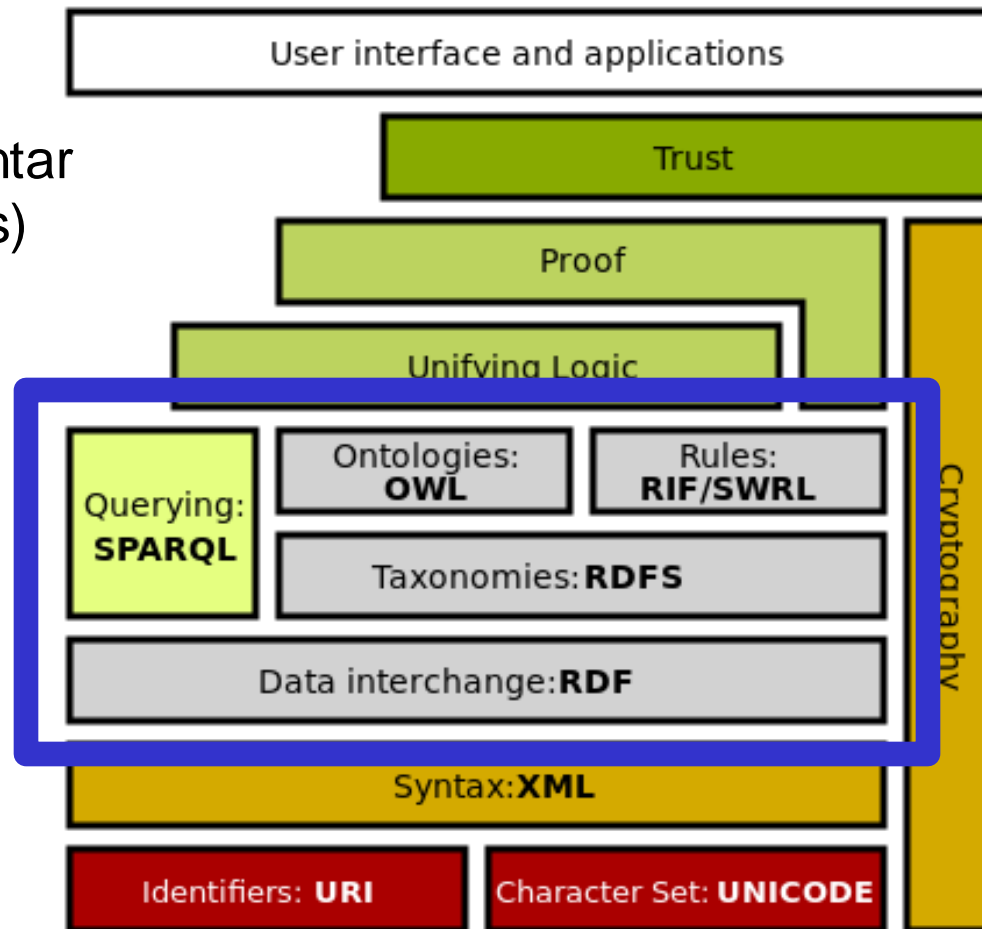 User interface and applications
Trust
Proof
Unifying Logic
Querying:
SPARQL
Ontologies:
OWL
Rules:
RIF/SWRL
Taxonomies: RDFS
Data interchange: RDF
Cryptography
Syntax: XML
Identifiers: URI
Character Set: UNICODE